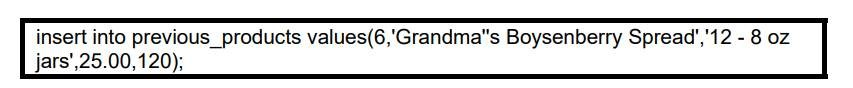 insert into previous_products values(6,'Grandma''s Boysenberry Spread','12 - 8 oz
jars',25.00,120);